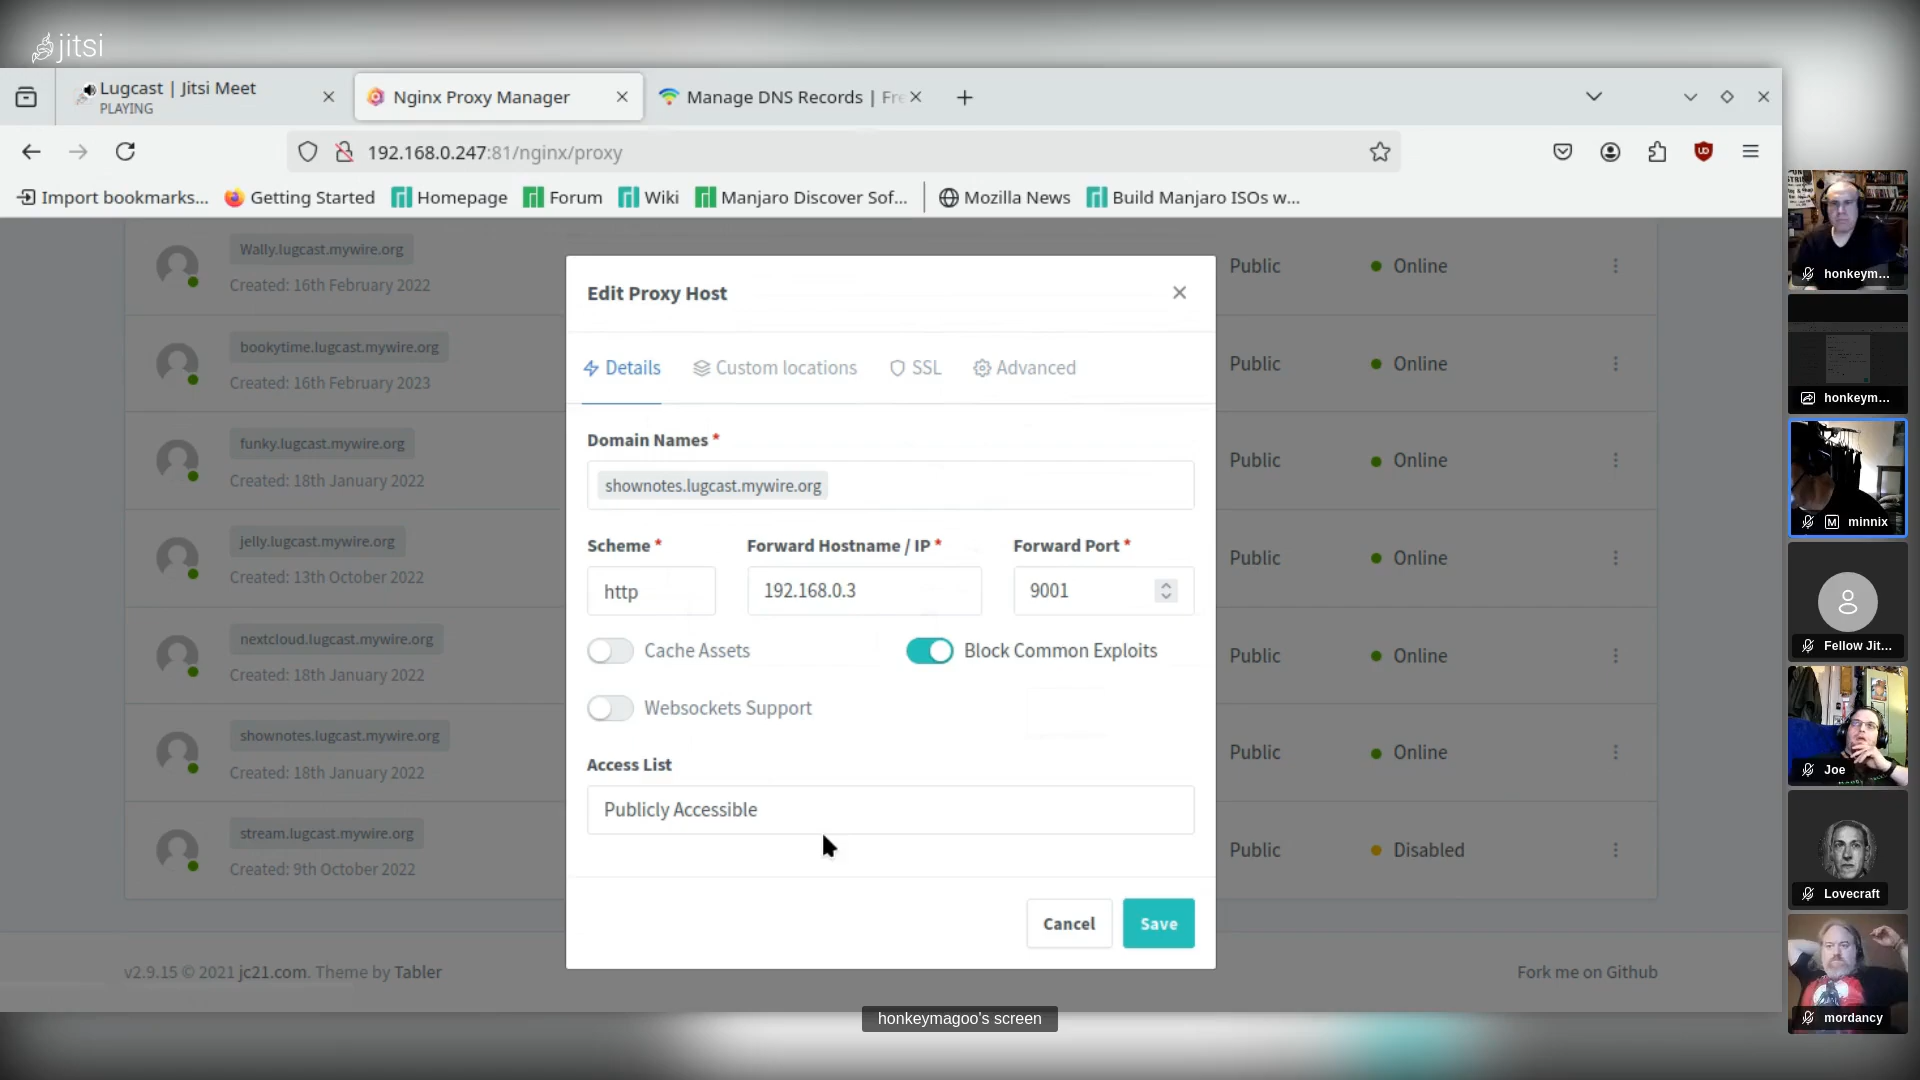 jitsi
Lugcast | Jitsi Meet
PLAYING
Nginx Proxy Manager
Manage DNS Records | Fre
192.168.0.247:81/nginx/proxy
Import bookmarks...
Getting Started
Homepage
Forum
Wiki
Manjaro Discover Sof...
Mozilla News
Build Manjaro ISOs w...
Wally.lugcast.mywire.org
Created: 16th February 2022
Public
Online
bookytime.lugcast.mywire.org
Created: 16th February 2023
Public
Online
funky.lugcast.mywire.org
Created: 18th January 2022
Public
Online
jelly.lugcast.mywire.org
Created: 13th October 2022
Public
Online
nextcloud.lugcast.mywire.org
Created: 18th January 2022
Public
Online
shownotes.lugcast.mywire.org
Created: 18th January 2022
Public
Online
stream.lugcast.mywire.org
Created: 9th October 2022
Public
Disabled
Edit Proxy Host
Details
Custom locations
SSL
Advanced
Domain Names *
shownotes.lugcast.mywire.org
Scheme *
Forward Hostname / IP *
Forward Port *
http
192.168.0.3
9001
Cache Assets
Block Common Exploits
Websockets Support
Access List
Publicly Accessible
Cancel
Save
v2.9.15 © 2021 jc21.com. Theme by Tabler
Fork me on Github
honkeymagoo's screen
honkeym...
honkeym...
M minnix
Fellow Jit...
Joe
Lovecraft
mordancy